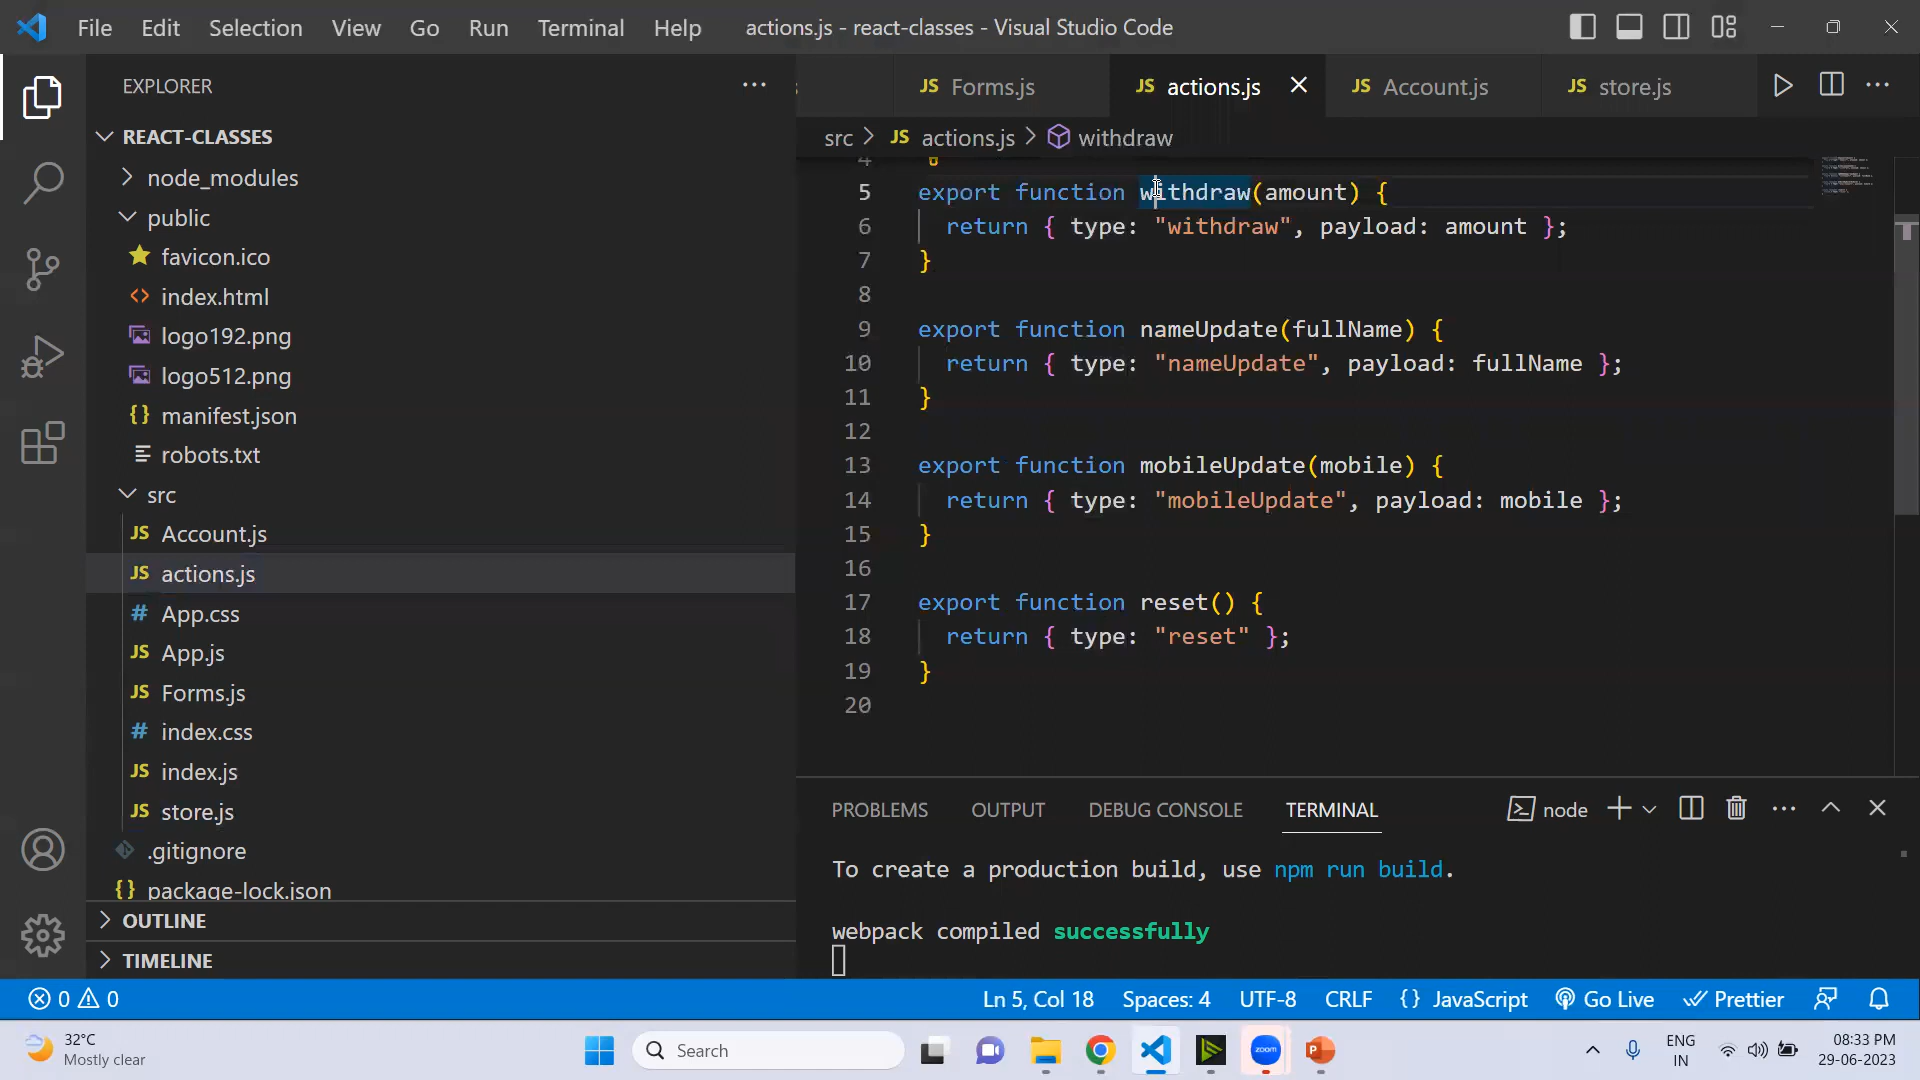 File Edit Selection View Go Run Terminal Help actions.js - react-classes - Visual Studio Code
EXPLORER
REACT-CLASSES
node_modules
public
favicon.ico
index.html
logo192.png
logo512.png
manifest.json
robots.txt
src
Account.js
actions.js
App.css
App.js
Forms.js
index.css
index.js
store.js
.gitignore
package-lock.json
OUTLINE
TIMELINE
JS Forms.js JS actions.js JS Account.js JS store.js
src > JS actions.js > withdraw
4 }
5 export function withdraw(amount) {
6 return { type: "withdraw", payload: amount };
7 }
8
9 export function nameUpdate(fullName) {
10 return { type: "nameUpdate", payload: fullName };
11 }
12
13 export function mobileUpdate(mobile) {
14 return { type: "mobileUpdate", payload: mobile };
15 }
16
17 export function reset() {
18 return { type: "reset" };
19 }
20
PROBLEMS OUTPUT DEBUG CONSOLE TERMINAL node
To create a production build, use npm run build.
webpack compiled successfully
0 0 Ln 5, Col 18 Spaces: 4 UTF-8 CRLF {} JavaScript Go Live Prettier
32°C
Mostly clear
Search
zoom
ENG
IN
08:33 PM
29-06-2023